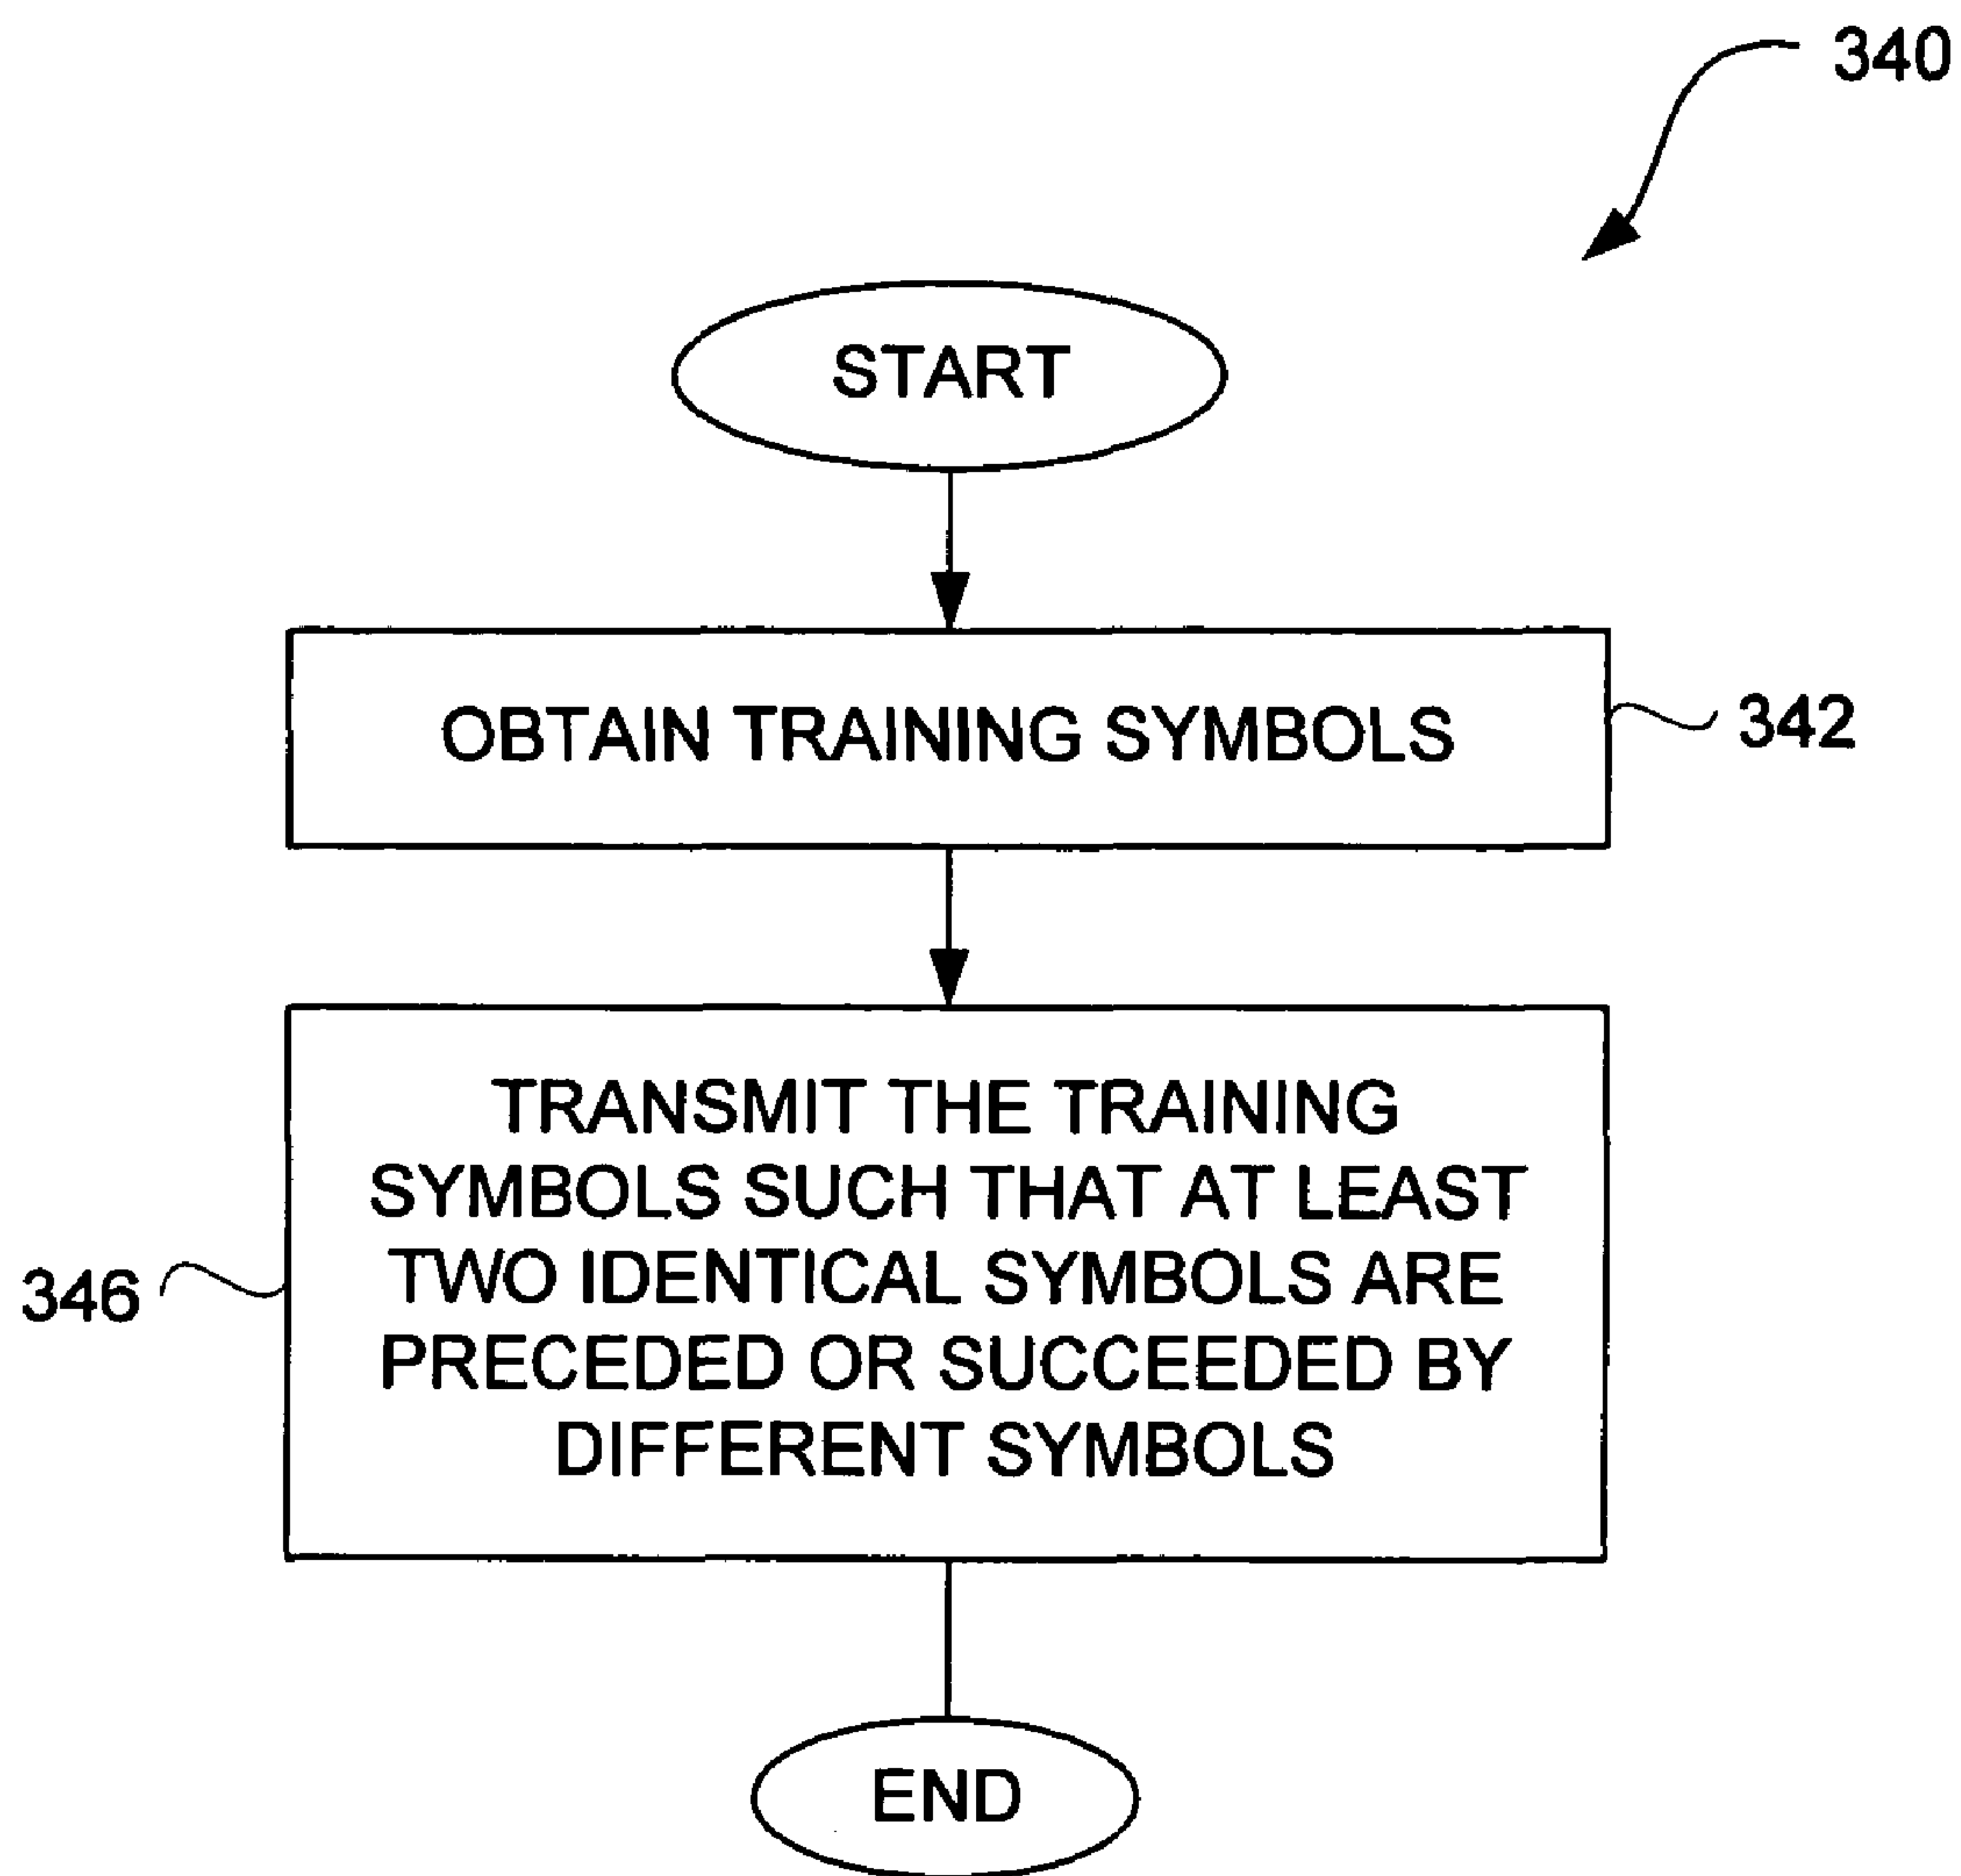 340
START
OBTAIN TRAINING SYMBOLS
342
TRANSMIT THE TRAINING
SYMBOLS SUCH THAT AT LEAST
TWO IDENTICAL SYMBOLS ARE
PRECEDED OR SUCCEEDED BY
DIFFERENT SYMBOLS
346
END